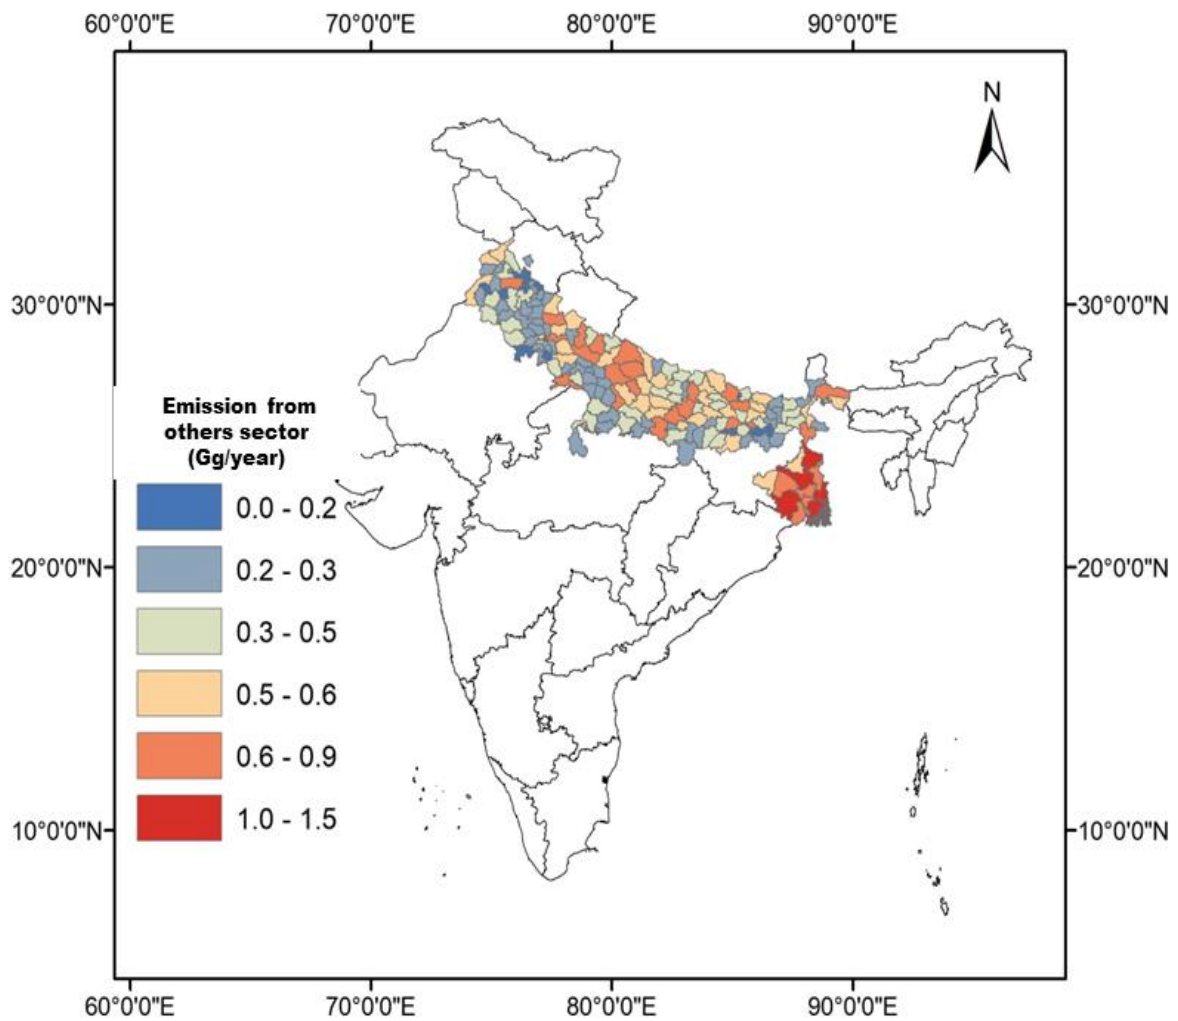 60°0'0"E 70°0'0"E 80°0'0"E 90°0'0"E
N
30°0'0"N 30°0'0"N
Emission from
others sector
(Gg/year)
0.0 - 0.2
0.2 - 0.3
20°0'0"N 20°0'0"N
0.3 - 0.5
0.5 - 0.6
0.6 - 0.9
1.0 - 1.5
10°0'0"N 10°0'0"N
60°0'0"E 70°0'0"E 80°0'0"E 90°0'0"E